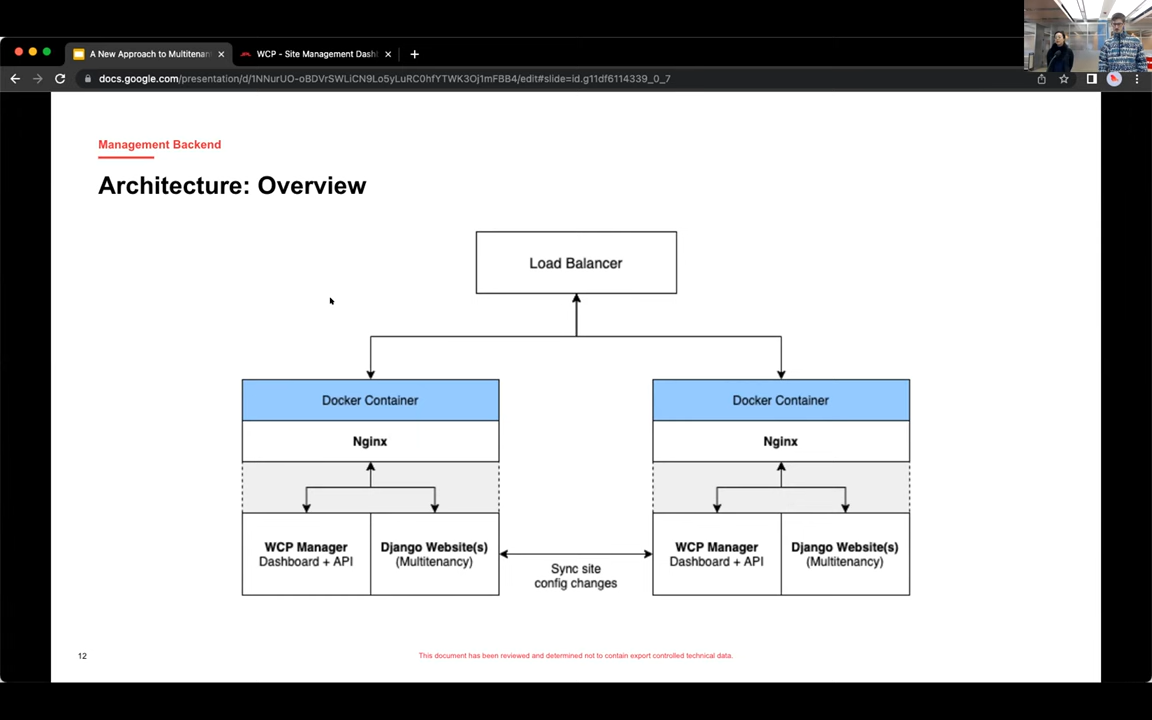 A New Approach to Multitenan
WCP - Site Management Dash
docs.google.com/presentation/d/1NNurUO-oBDVrSWLiCN9Lo5yLuRC0hfYTWK3Oj1mFBB4/edit#slide=id.g11df6114339_0_7
Management Backend
Architecture: Overview
Load Balancer
Docker Container
Docker Container
Nginx
Nginx
WCP Manager
Dashboard + API
Django Website(s)
(Multitenancy)
Sync site
config changes
WCP Manager
Dashboard + API
Django Website(s)
(Multitenancy)
12
This document has been reviewed and determined not to contain export controlled technical data.